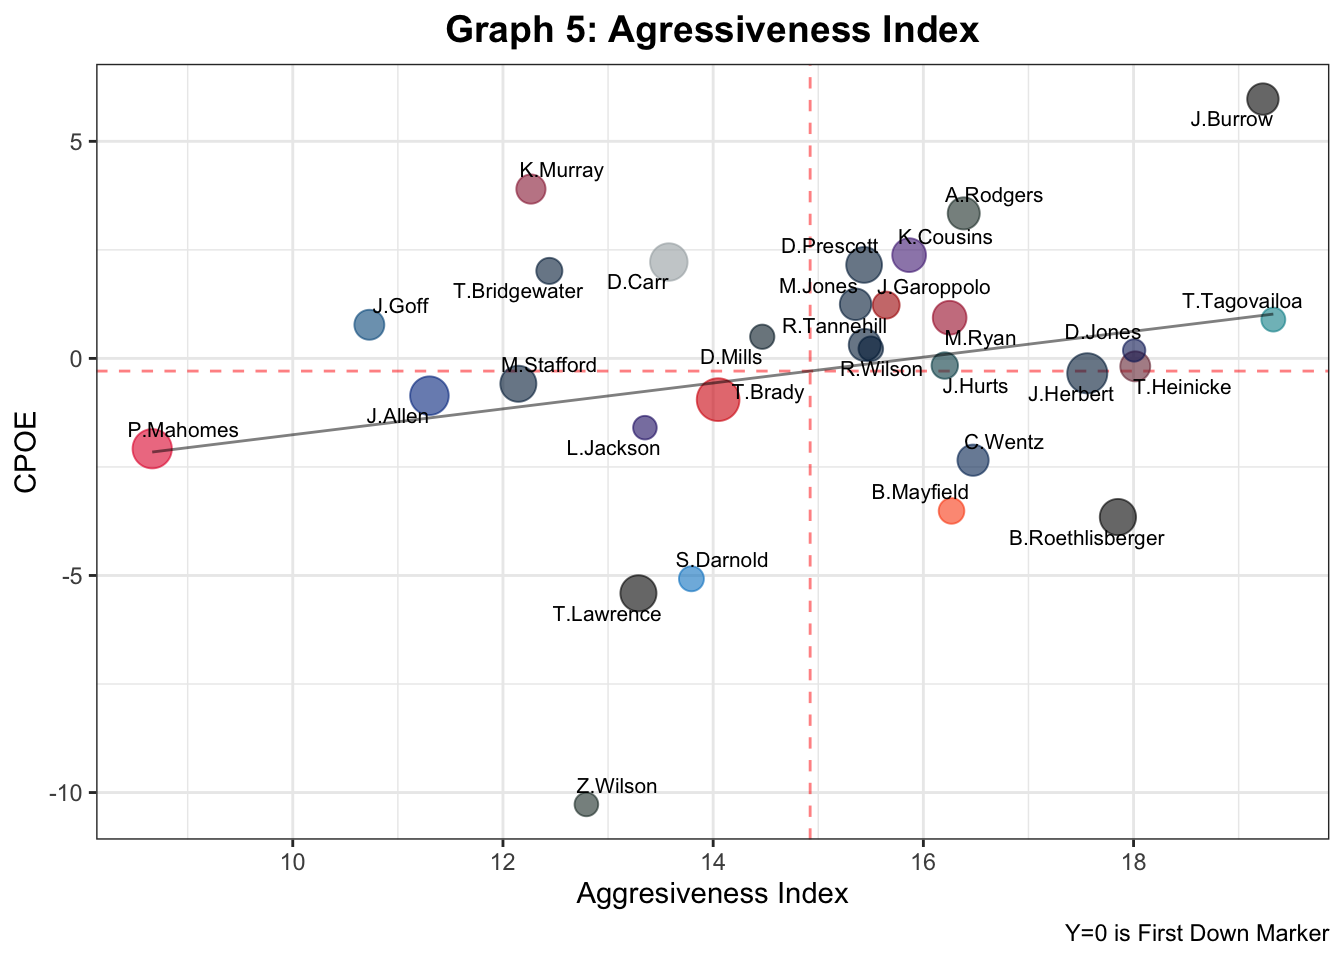 Graph 5: Agressiveness Index
J.Burrow
K.Murray
A.Rodgers
K.Cousins
D.Prescott
T.Bridgewater
D.Carr
M.Jones
J.Garoppolo
T.Tagovailoa
J.Goff
R.Tannehill
M.Ryan
D.Jones
D.Mills
M.Stafford
R.Wilson
J.Hurts
T.Heinicke
J.Herbert
T.Brady
J.Allen
P.Mahomes
L.Jackson
C.Wentz
B.Mayfield
B.Roethlisberger
S.Darnold
T.Lawrence
Z.Wilson
5
0
-5
-10
CPOE
10 12 14 16 18
Aggresiveness Index
Y=0 is First Down Marker